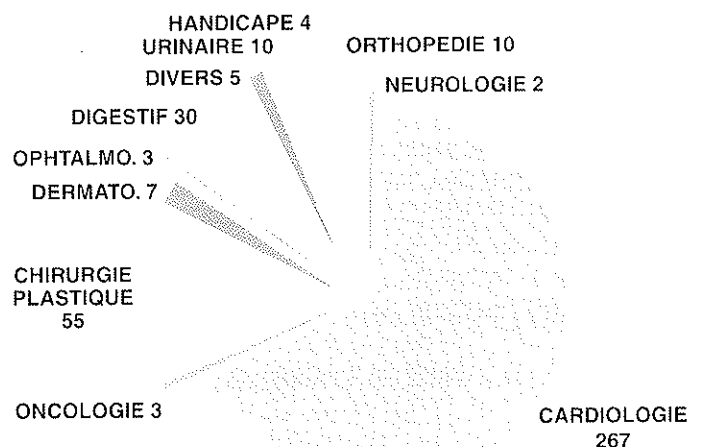 HANDICAPE 4
URINAIRE 10
ORTHOPEDIE 10
DIVERS 5
NEUROLOGIE 2
DIGESTIF 30
OPHTALMO. 3
DERMATO. 7
CHIRURGIE
PLASTIQUE
55
ONCOLOGIE 3
CARDIOLOGIE
267